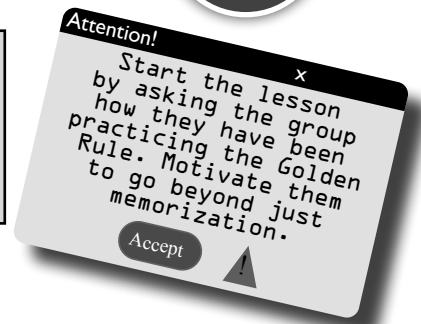 Attention!
x
Start the lesson
by asking the group
how they have been
practicing the Golden
Rule. Motivate them
to go beyond just
memorization.
Accept
!